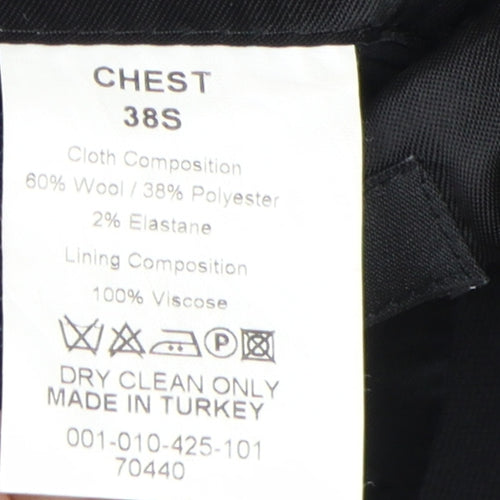 CHEST
38S
Cloth Composition
60% Wool / 38% Polyester
2% Elastane
Lining Composition
100% Viscose
P
DRY CLEAN ONLY
MADE IN TURKEY
001-010-425-101
70440